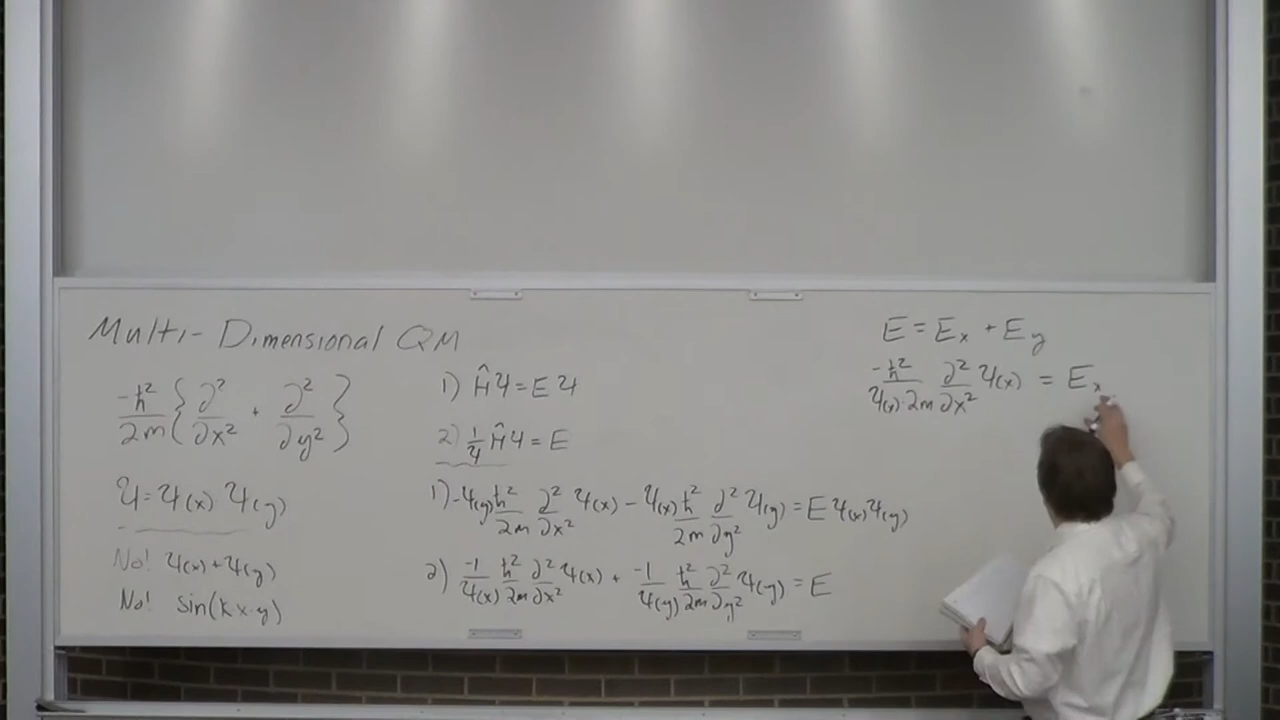 Multi-Dimensional QM
-ħ²/2m { ∂²/∂x² + ∂²/∂y² }
Ψ = Ψ(x) · Ψ(y)
No! Ψ(x) + Ψ(y)
No! sin(kx·y)
1) ĤΨ = EΨ
2) 1/Ψ ĤΨ = E
1) -Ψ(y) ħ²/2m ∂²/∂x² Ψ(x) - Ψ(x) ħ²/2m ∂²/∂y² Ψ(y) = E Ψ(x) Ψ(y)
2) -1/Ψ(x) ħ²/2m ∂²/∂x² Ψ(x) + -1/Ψ(y) ħ²/2m ∂²/∂y² Ψ(y) = E
E = Ex + Ey
-ħ²/Ψ(x)·2m ∂²/∂x² Ψ(x) = Ex